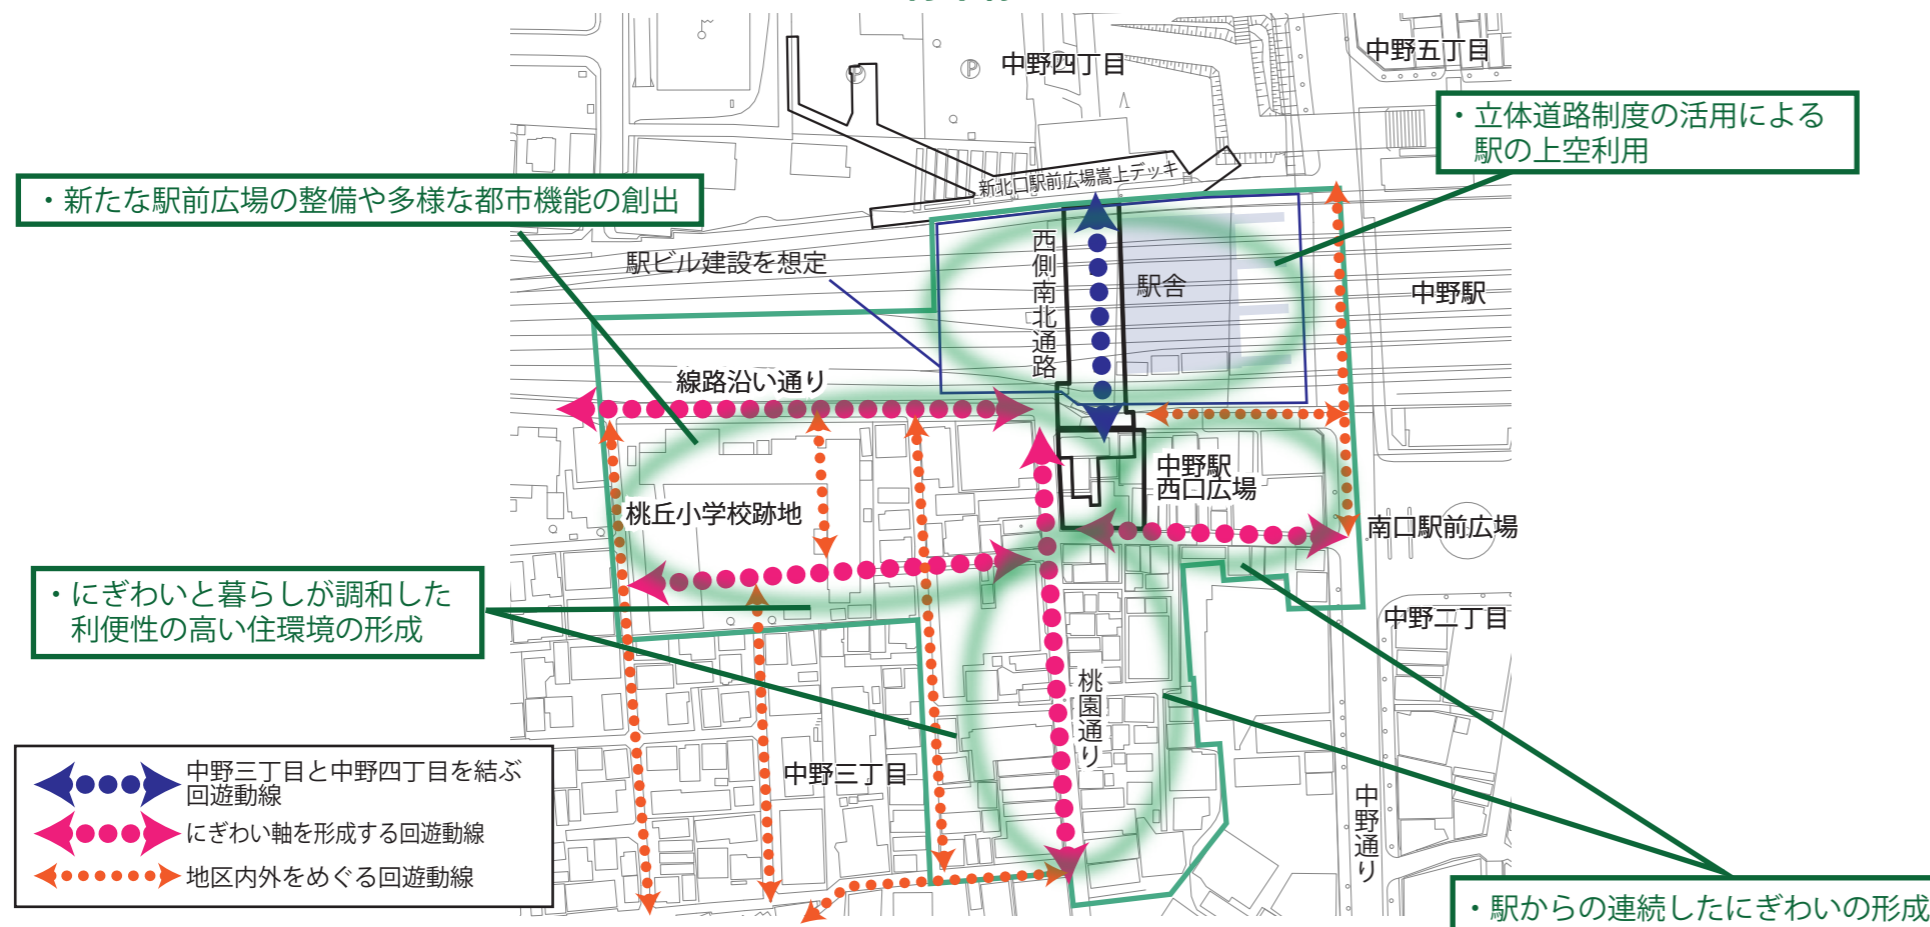 中野四丁目
中野五丁目
・立体道路制度の活用による
駅の上空利用
・新たな駅前広場の整備や多様な都市機能の創出
新北口駅前広場嵩上デッキ
駅ビル建設を想定
西側南北通路
駅舎
中野駅
線路沿い通り
中野駅
西口広場
桃丘小学校跡地
南口駅前広場
・にぎわいと暮らしが調和した
利便性の高い住環境の形成
中野二丁目
桃園通り
中野三丁目
中野通り
中野三丁目と中野四丁目を結ぶ
回遊動線
にぎわい軸を形成する回遊動線
地区内外をめぐる回遊動線
・駅からの連続したにぎわいの形成
P
P